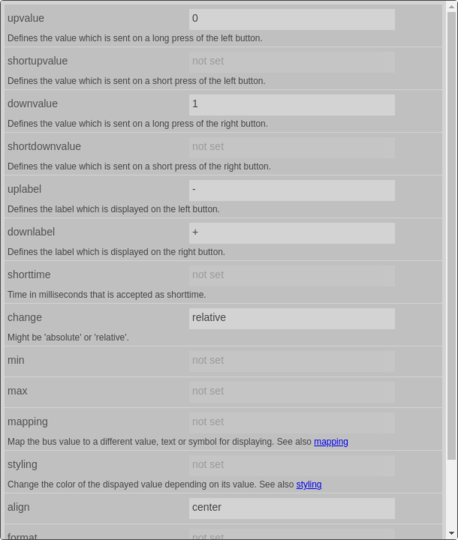 upvalue 0
Defines the value which is sent on a long press of the left button.
shortupvalue not set
Defines the value which is sent on a short press of the left button.
downvalue 1
Defines the value which is sent on a long press of the right button.
shortdownvalue not set
Defines the value which is sent on a short press of the right button.
uplabel -
Defines the label which is displayed on the left button.
downlabel +
Defines the label which is displayed on the right button.
shorttime not set
Time in milliseconds that is accepted as shorttime.
change relative
Might be 'absolute' or 'relative'.
min not set
max not set
mapping not set
Map the bus value to a different value, text or symbol for displaying. See also mapping
styling not set
Change the color of the dispayed value depending on its value. See also styling
align center
format not set